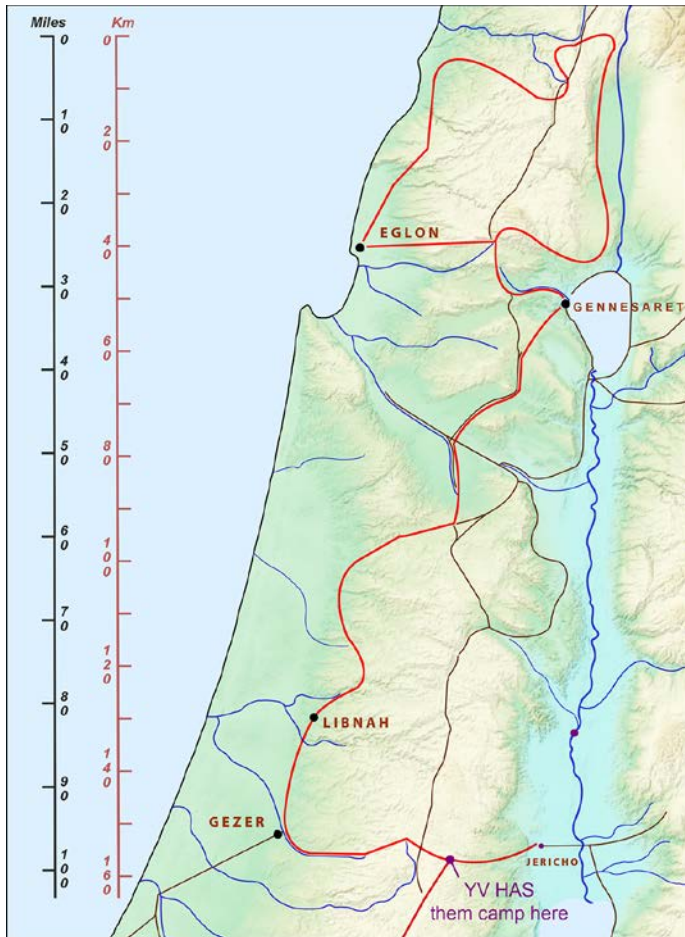 Miles
0
10
20
30
40
50
60
70
80
90
100
Km
0
20
40
60
80
100
120
140
160
EGLON
GENNESARET
LIBNAH
GEZER
JERICHO
YV HAS
them camp here